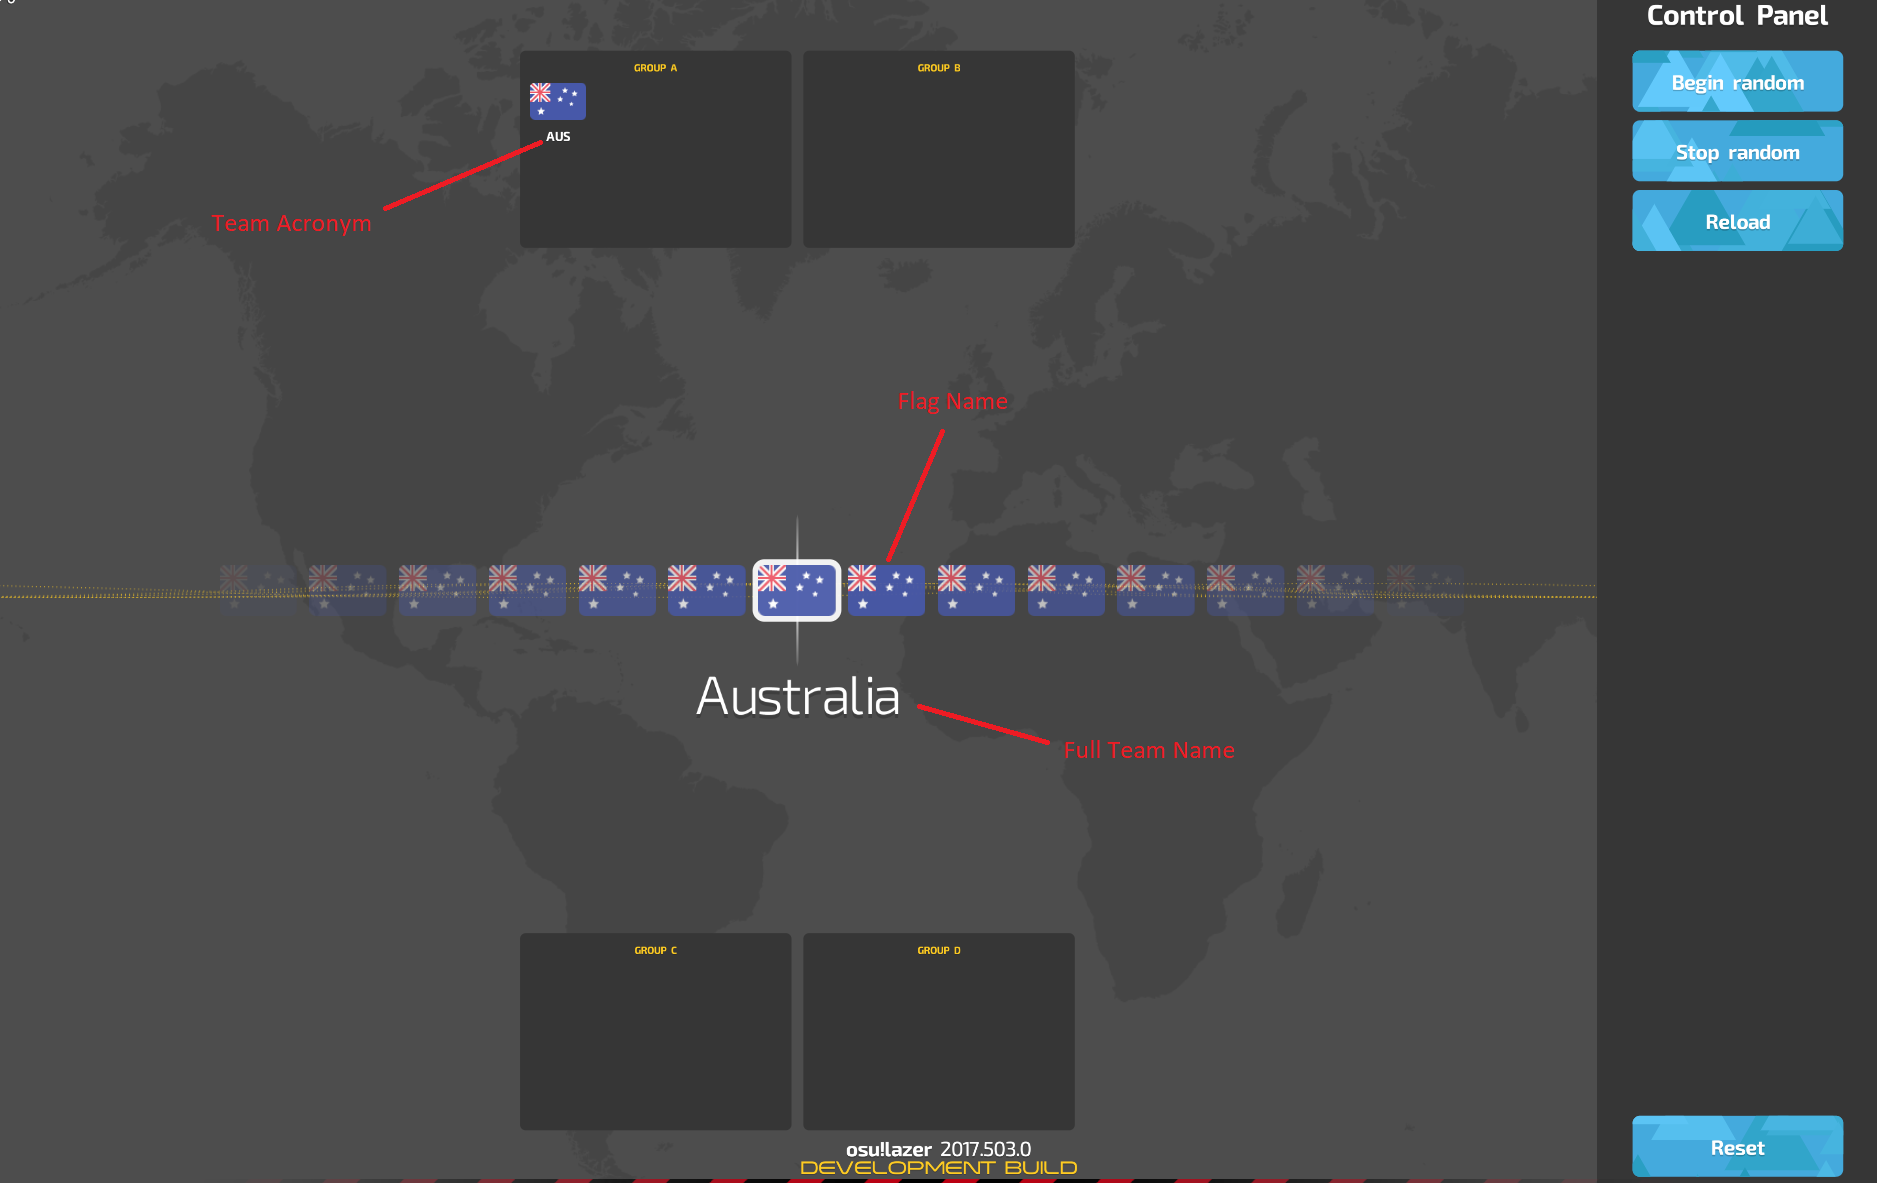 Control Panel
GROUP A
GROUP B
Begin random
AUS
Stop random
Team Acronym
Reload
Flag Name
Australia
Full Team Name
GROUP C
GROUP D
osu!lazer 2017.503.0
DEVELOPMENT BUILD
Reset